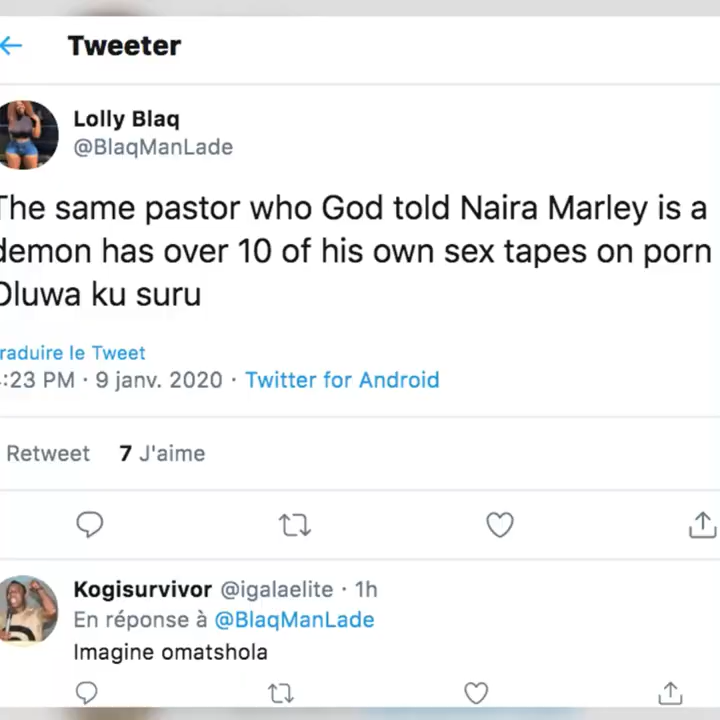 Tweeter
Lolly Blaq
@BlaqManLade
The same pastor who God told Naira Marley is a
demon has over 10 of his own sex tapes on porn
Oluwa ku suru
raduire le Tweet
:23 PM · 9 janv. 2020 · Twitter for Android
Retweet 7 J'aime
Kogisurvivor @igalaelite · 1h
En réponse à @BlaqManLade
Imagine omatshola